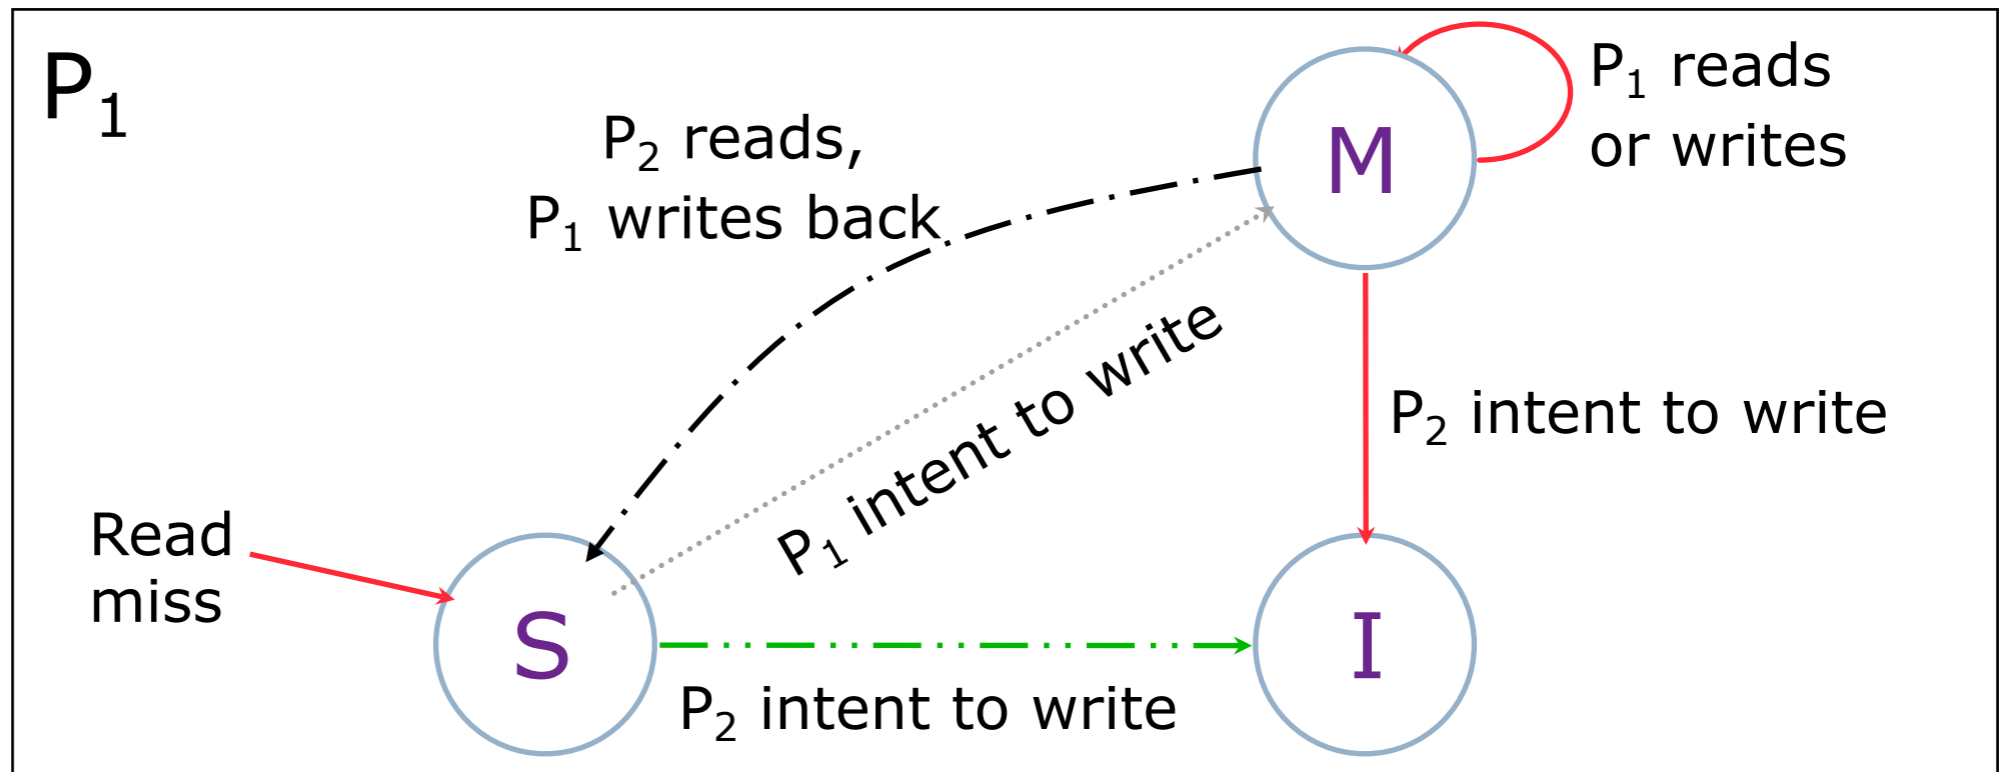 P₁
P₁ reads
or writes
P₂ reads,
P₁ writes back
M
P₁ intent to write
P₂ intent to write
Read
miss
S
I
P₂ intent to write